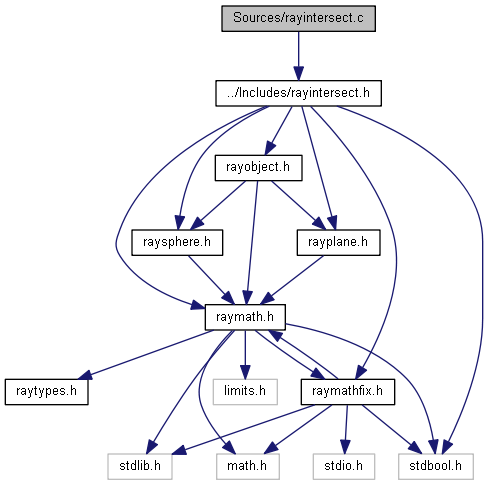 Sources/rayintersect.c
../Includes/rayintersect.h
rayobject.h
raysphere.h
rayplane.h
raymath.h
raytypes.h
limits.h
raymathfix.h
stdlib.h
math.h
stdio.h
stdbool.h